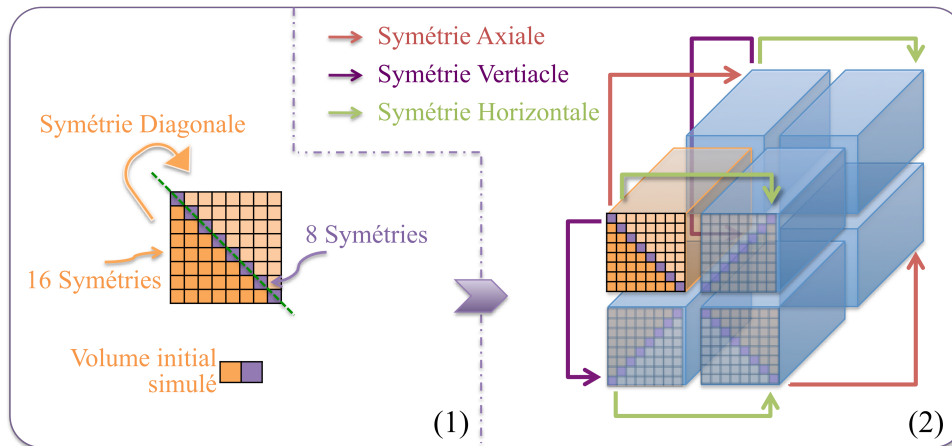 Symétrie Axiale
Symétrie Vertiacle
Symétrie Horizontale
Symétrie Diagonale
8 Symétries
16 Symétries
Volume initial
simulé
(1)
(2)